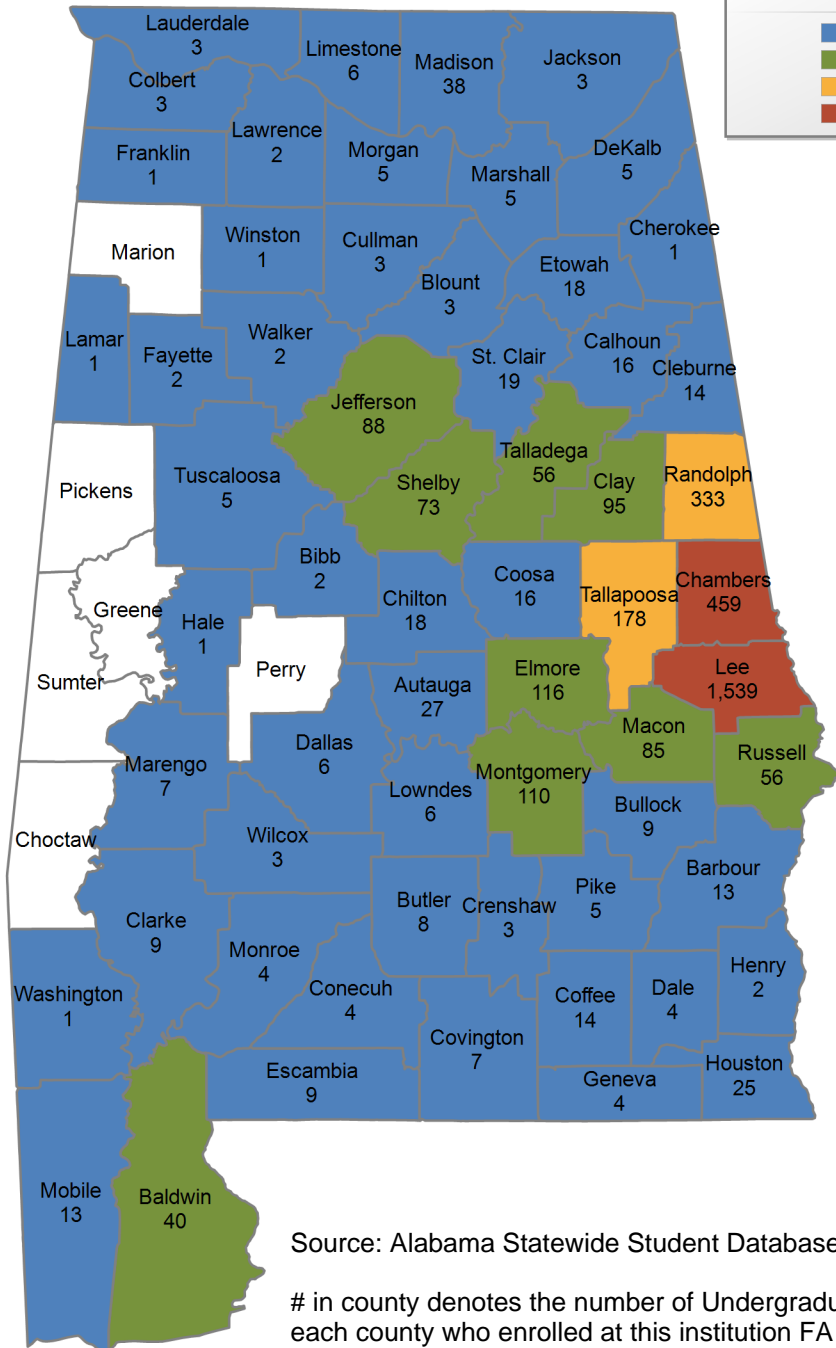 Lauderdale
3
Limestone
6
Madison
38
Jackson
3
Colbert
3
Lawrence
2
Franklin
1
Morgan
5
Marshall
5
DeKalb
5
Marion
Winston
1
Cullman
3
Blount
3
Etowah
18
Cherokee
1
Lamar
1
Fayette
2
Walker
2
St. Clair
19
Calhoun
16
Cleburne
14
Jefferson
88
Pickens
Tuscaloosa
5
Shelby
73
Talladega
56
Clay
95
Randolph
333
Greene
Hale
1
Bibb
2
Chilton
18
Coosa
16
Tallapoosa
178
Chambers
459
Sumter
Perry
Autauga
27
Elmore
116
Lee
1,539
Marengo
7
Dallas
6
Lowndes
6
Montgomery
110
Macon
85
Russell
56
Bullock
9
Choctaw
Wilcox
3
Clarke
9
Monroe
4
Butler
8
Crenshaw
3
Pike
5
Barbour
13
Washington
1
Conecuh
4
Covington
7
Coffee
14
Dale
4
Henry
2
Escambia
9
Geneva
4
Houston
25
Mobile
13
Baldwin
40
Source: Alabama Statewide Student Database
# in county denotes the number of Undergradu
each county who enrolled at this institution FA